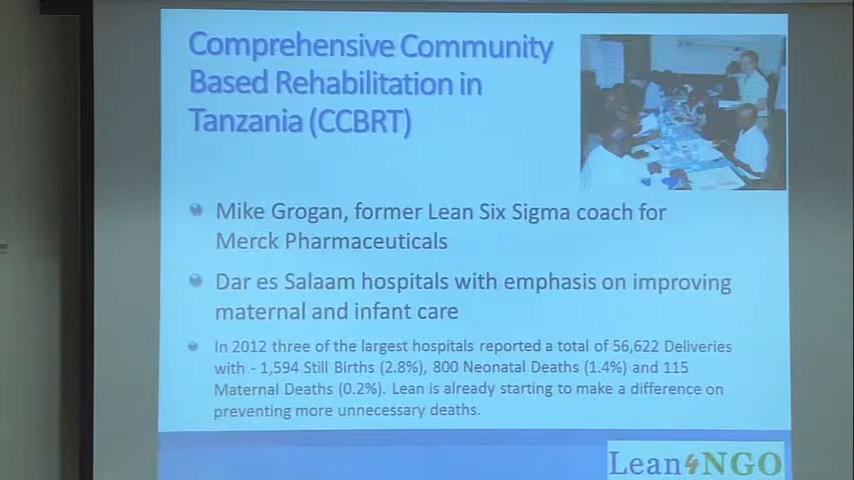 Comprehensive Community
Based Rehabilitation in
Tanzania (CCBRT)
Mike Grogan, former Lean Six Sigma coach for
Merck Pharmaceuticals
Dar es Salaam hospitals with emphasis on improving
maternal and infant care
In 2012 three of the largest hospitals reported a total of 56,622 Deliveries
with - 1,594 Still Births (2.8%), 800 Neonatal Deaths (1.4%) and 115
Maternal Deaths (0.2%). Lean is already starting to make a difference on
preventing more unnecessary deaths.
Lean4NGO